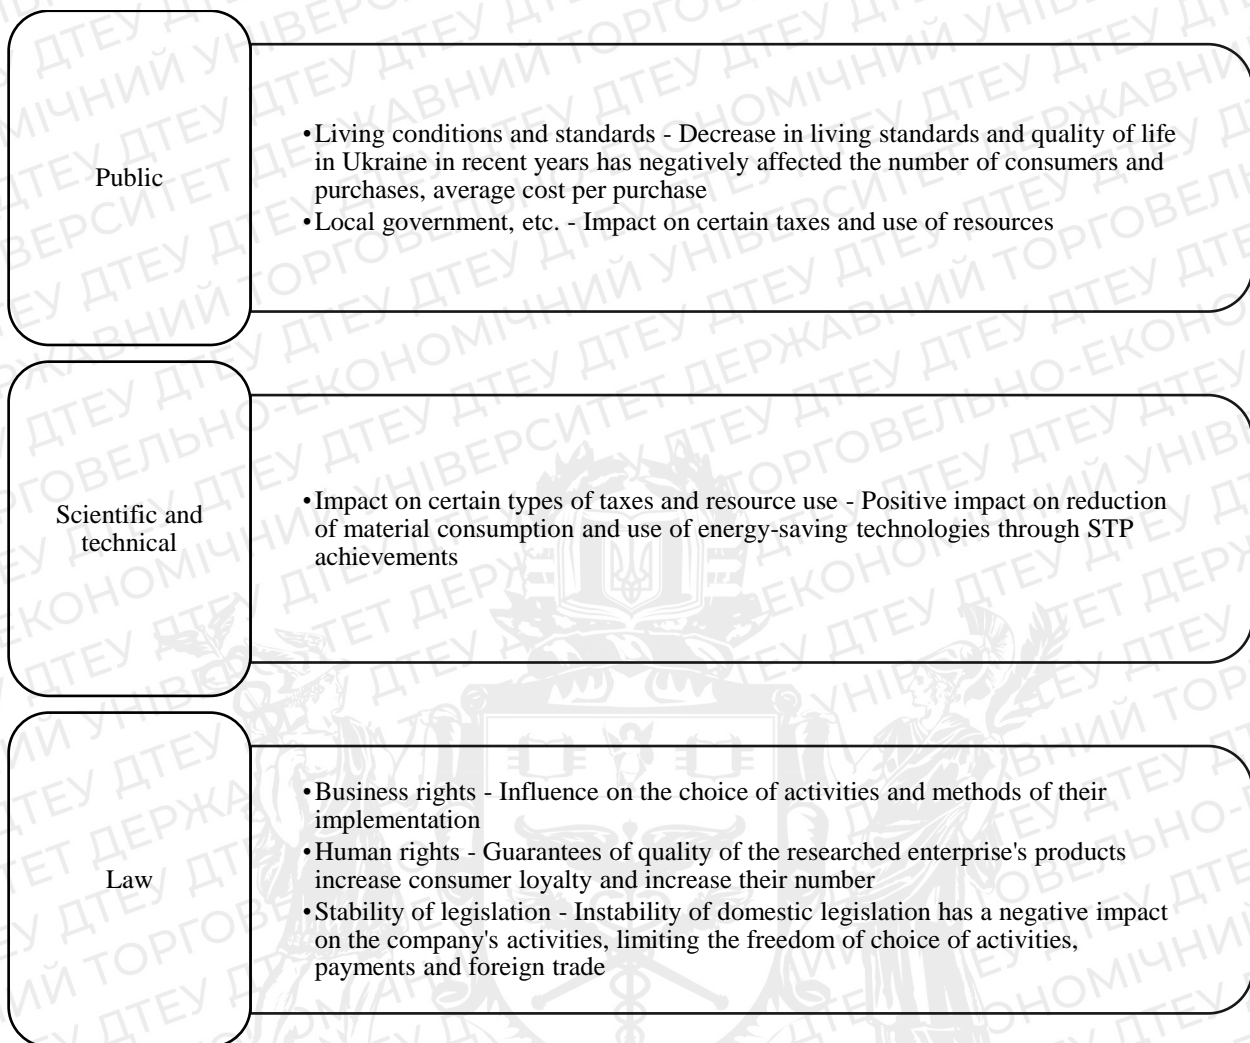 Public
•Living conditions and standards - Decrease in living standards and quality of life
in Ukraine in recent years has negatively affected the number of consumers and
purchases, average cost per purchase
•Local government, etc. - Impact on certain taxes and use of resources
Scientific and
technical
•Impact on certain types of taxes and resource use - Positive impact on reduction
of material consumption and use of energy-saving technologies through STP
achievements
Law
•Business rights - Influence on the choice of activities and methods of their
implementation
•Human rights - Guarantees of quality of the researched enterprise's products
increase consumer loyalty and increase their number
•Stability of legislation - Instability of domestic legislation has a negative impact
on the company's activities, limiting the freedom of choice of activities,
payments and foreign trade